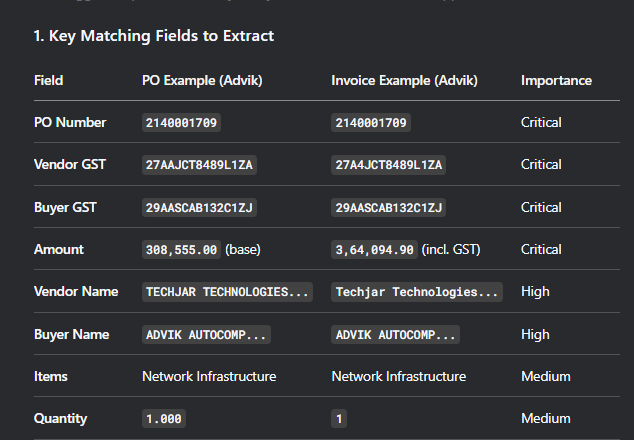 1. Key Matching Fields to Extract
Field PO Example (Advik) Invoice Example (Advik) Importance
PO Number 2140001709 2140001709 Critical
Vendor GST 27AAJCT8489L1ZA 27A4JCT8489L1ZA Critical
Buyer GST 29AASCAB132C1ZJ 29AASCAB132C1ZJ Critical
Amount 308,555.00 (base) 3,64,094.90 (incl. GST) Critical
Vendor Name TECHJAR TECHNOLOGIES... Techjar Technologies... High
Buyer Name ADVIK AUTOCOMP... ADVIK AUTOCOMP... High
Items Network Infrastructure Network Infrastructure Medium
Quantity 1.000 1 Medium